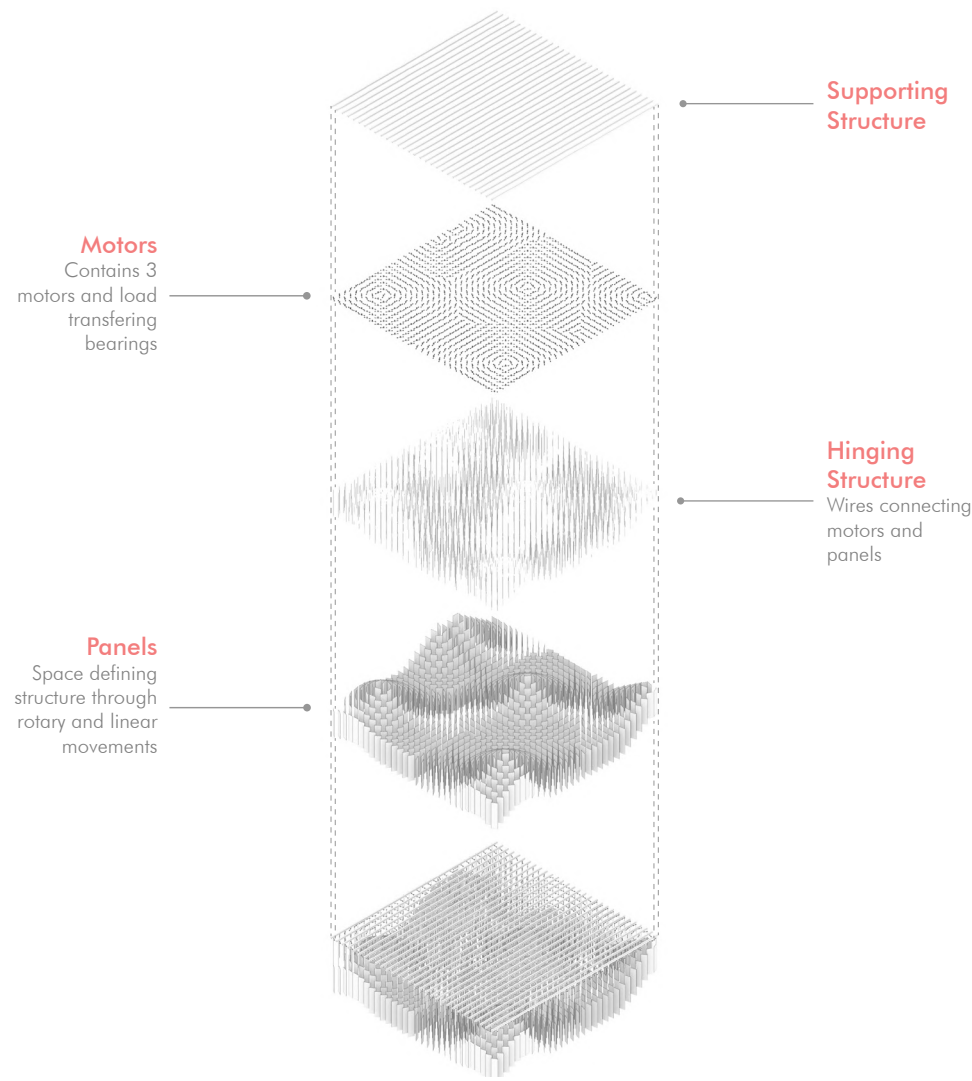 Supporting
Structure
Motors
Contains 3
motors and load
transfering
bearings
Hinging
Structure
Wires connecting
motors and
panels
Panels
Space defining
structure through
rotary and linear
movements